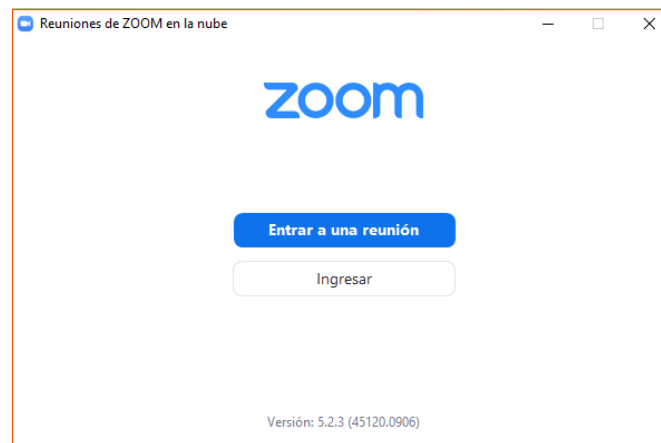 Reuniones de ZOOM en la nube
zoom
Entrar a una reunión
Ingresar
Versión: 5.2.3 (45120.0906)